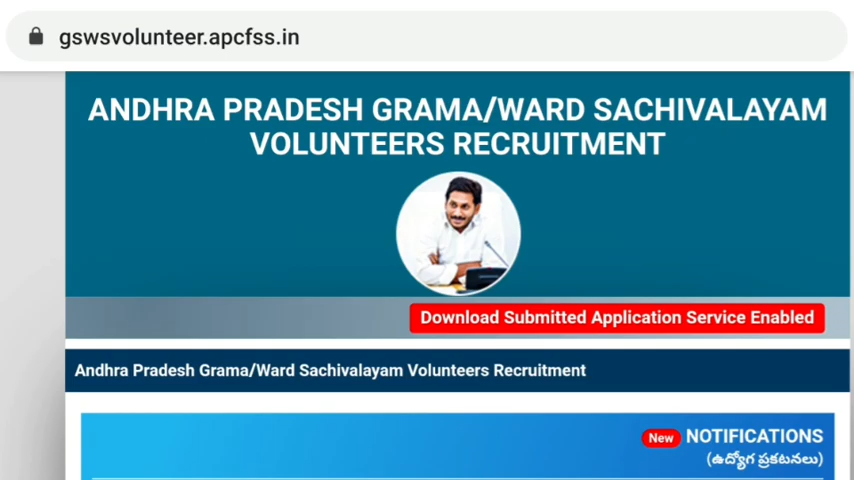 gswsvolunteer.apcfss.in
ANDHRA PRADESH GRAMA/WARD SACHIVALAYAM
VOLUNTEERS RECRUITMENT
Download Submitted Application Service Enabled
Andhra Pradesh Grama/Ward Sachivalayam Volunteers Recruitment
New NOTIFICATIONS
(ఉద్యోగ ప్రకటనలు)